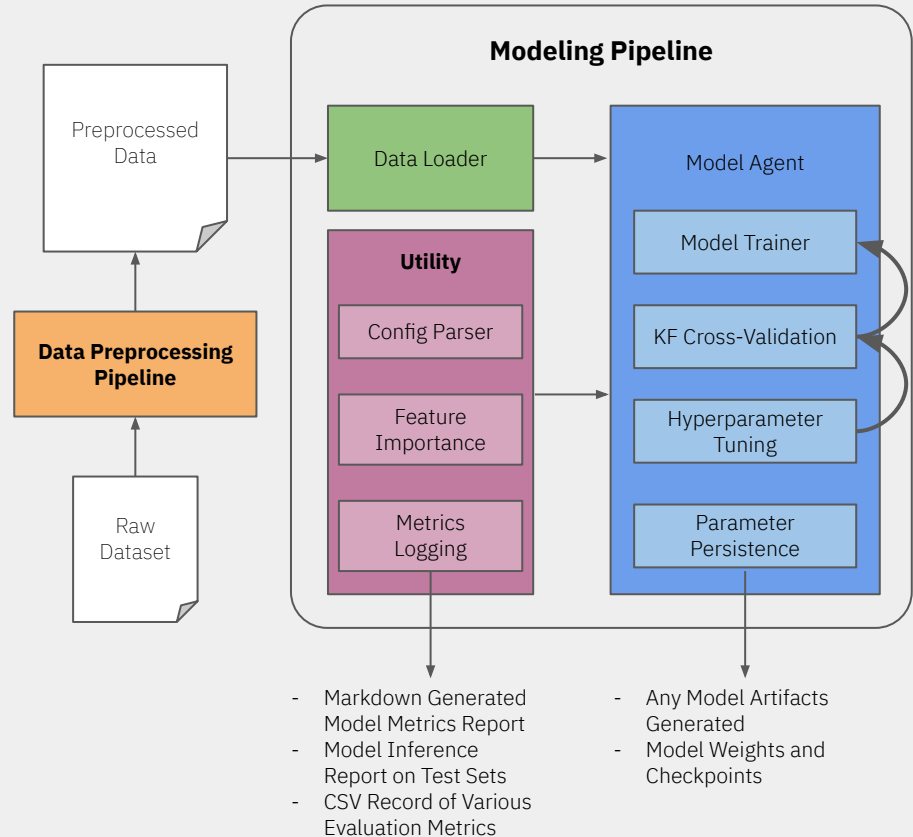 Modeling Pipeline
Preprocessed
Data
Data Loader
Model Agent
Model Trainer
Utility
Config Parser
KF Cross-Validation
Data Preprocessing
Pipeline
Feature
Importance
Hyperparameter
Tuning
Raw
Dataset
Metrics
Logging
Parameter
Persistence
- Markdown Generated
Model Metrics Report
- Model Inference
Report on Test Sets
- CSV Record of Various
Evaluation Metrics
- Any Model Artifacts
Generated
- Model Weights and
Checkpoints